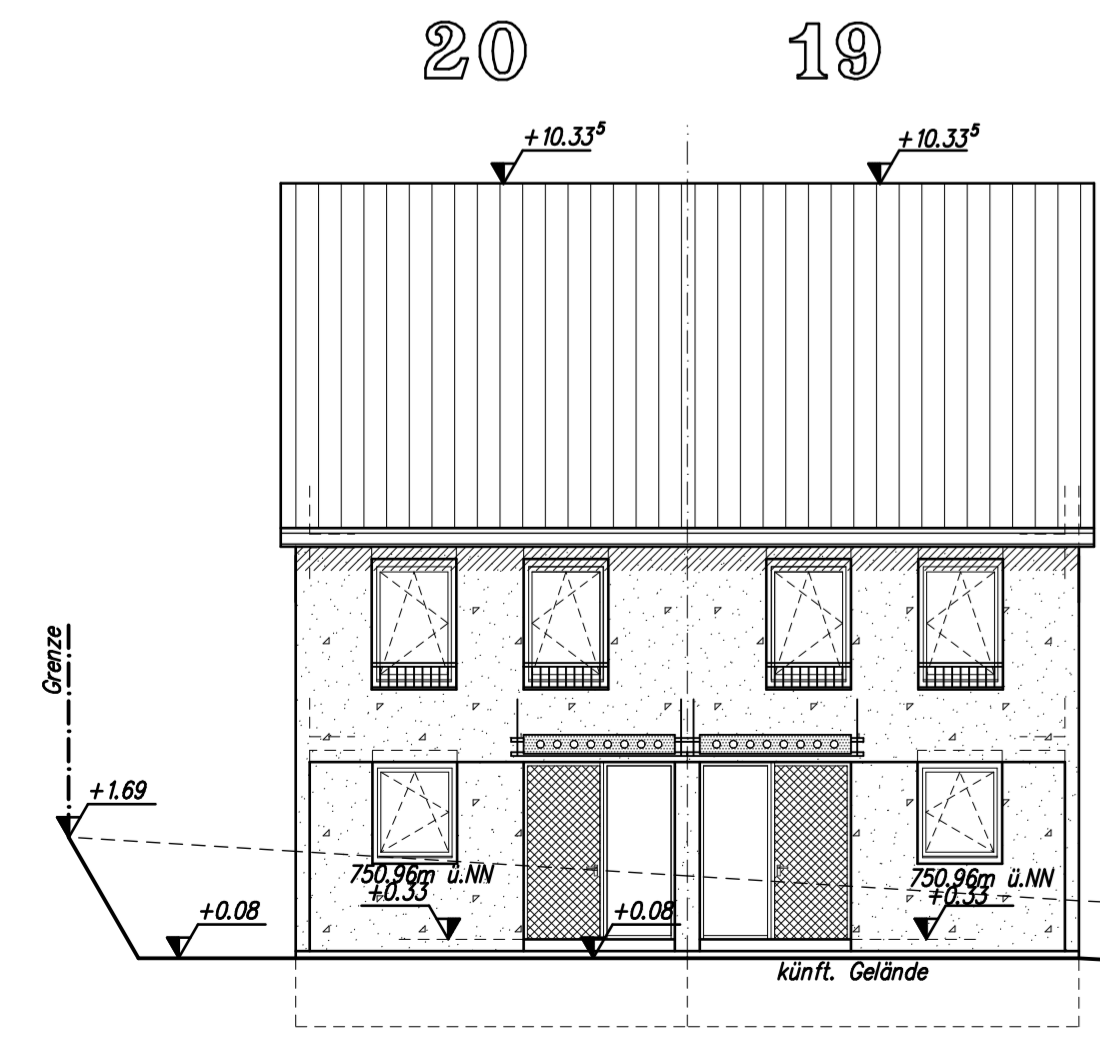 20 19
+10.33⁵ +10.33⁵
Grenze
+1.69
750.96m ü.NN 750.96m ü.NN
+0.33 +0.33
+0.08 +0.08
künft. Gelände